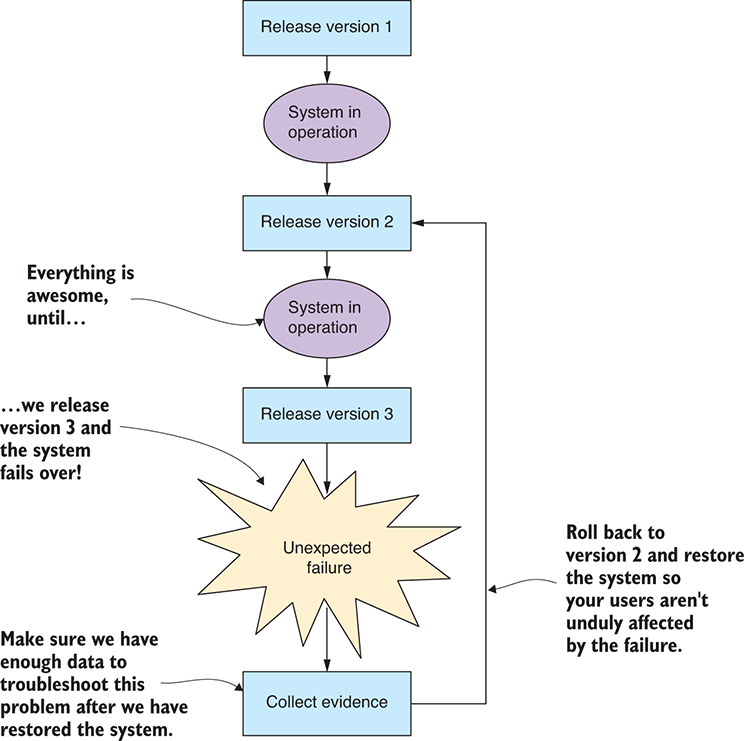 Release version 1
System in
operation
Release version 2
Everything is
awesome,
until…
System in
operation
…we release
version 3 and
the system
fails over!
Release version 3
Unexpected
failure
Roll back to
version 2 and restore
the system so
your users aren't
unduly affected
by the failure.
Make sure we have
enough data to
troubleshoot this
problem after we have
restored the system.
Collect evidence